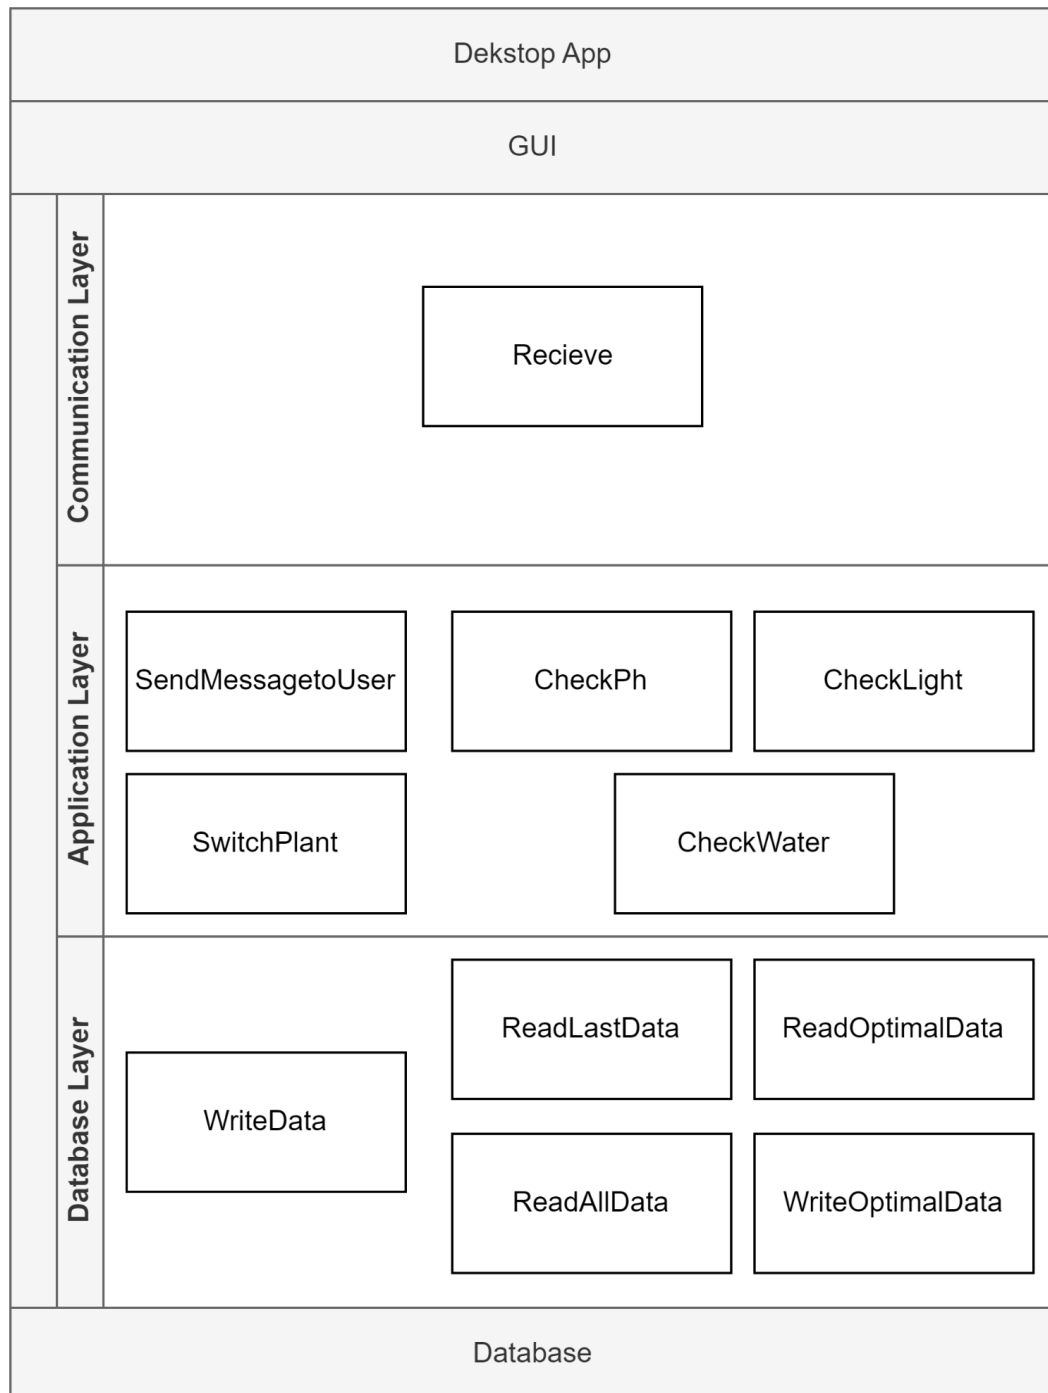 Dekstop App
GUI
Communication Layer
Recieve
Application Layer
SendMessagetoUser
CheckPh
CheckLight
SwitchPlant
CheckWater
Database Layer
ReadLastData
ReadOptimalData
WriteData
ReadAllData
WriteOptimalData
Database